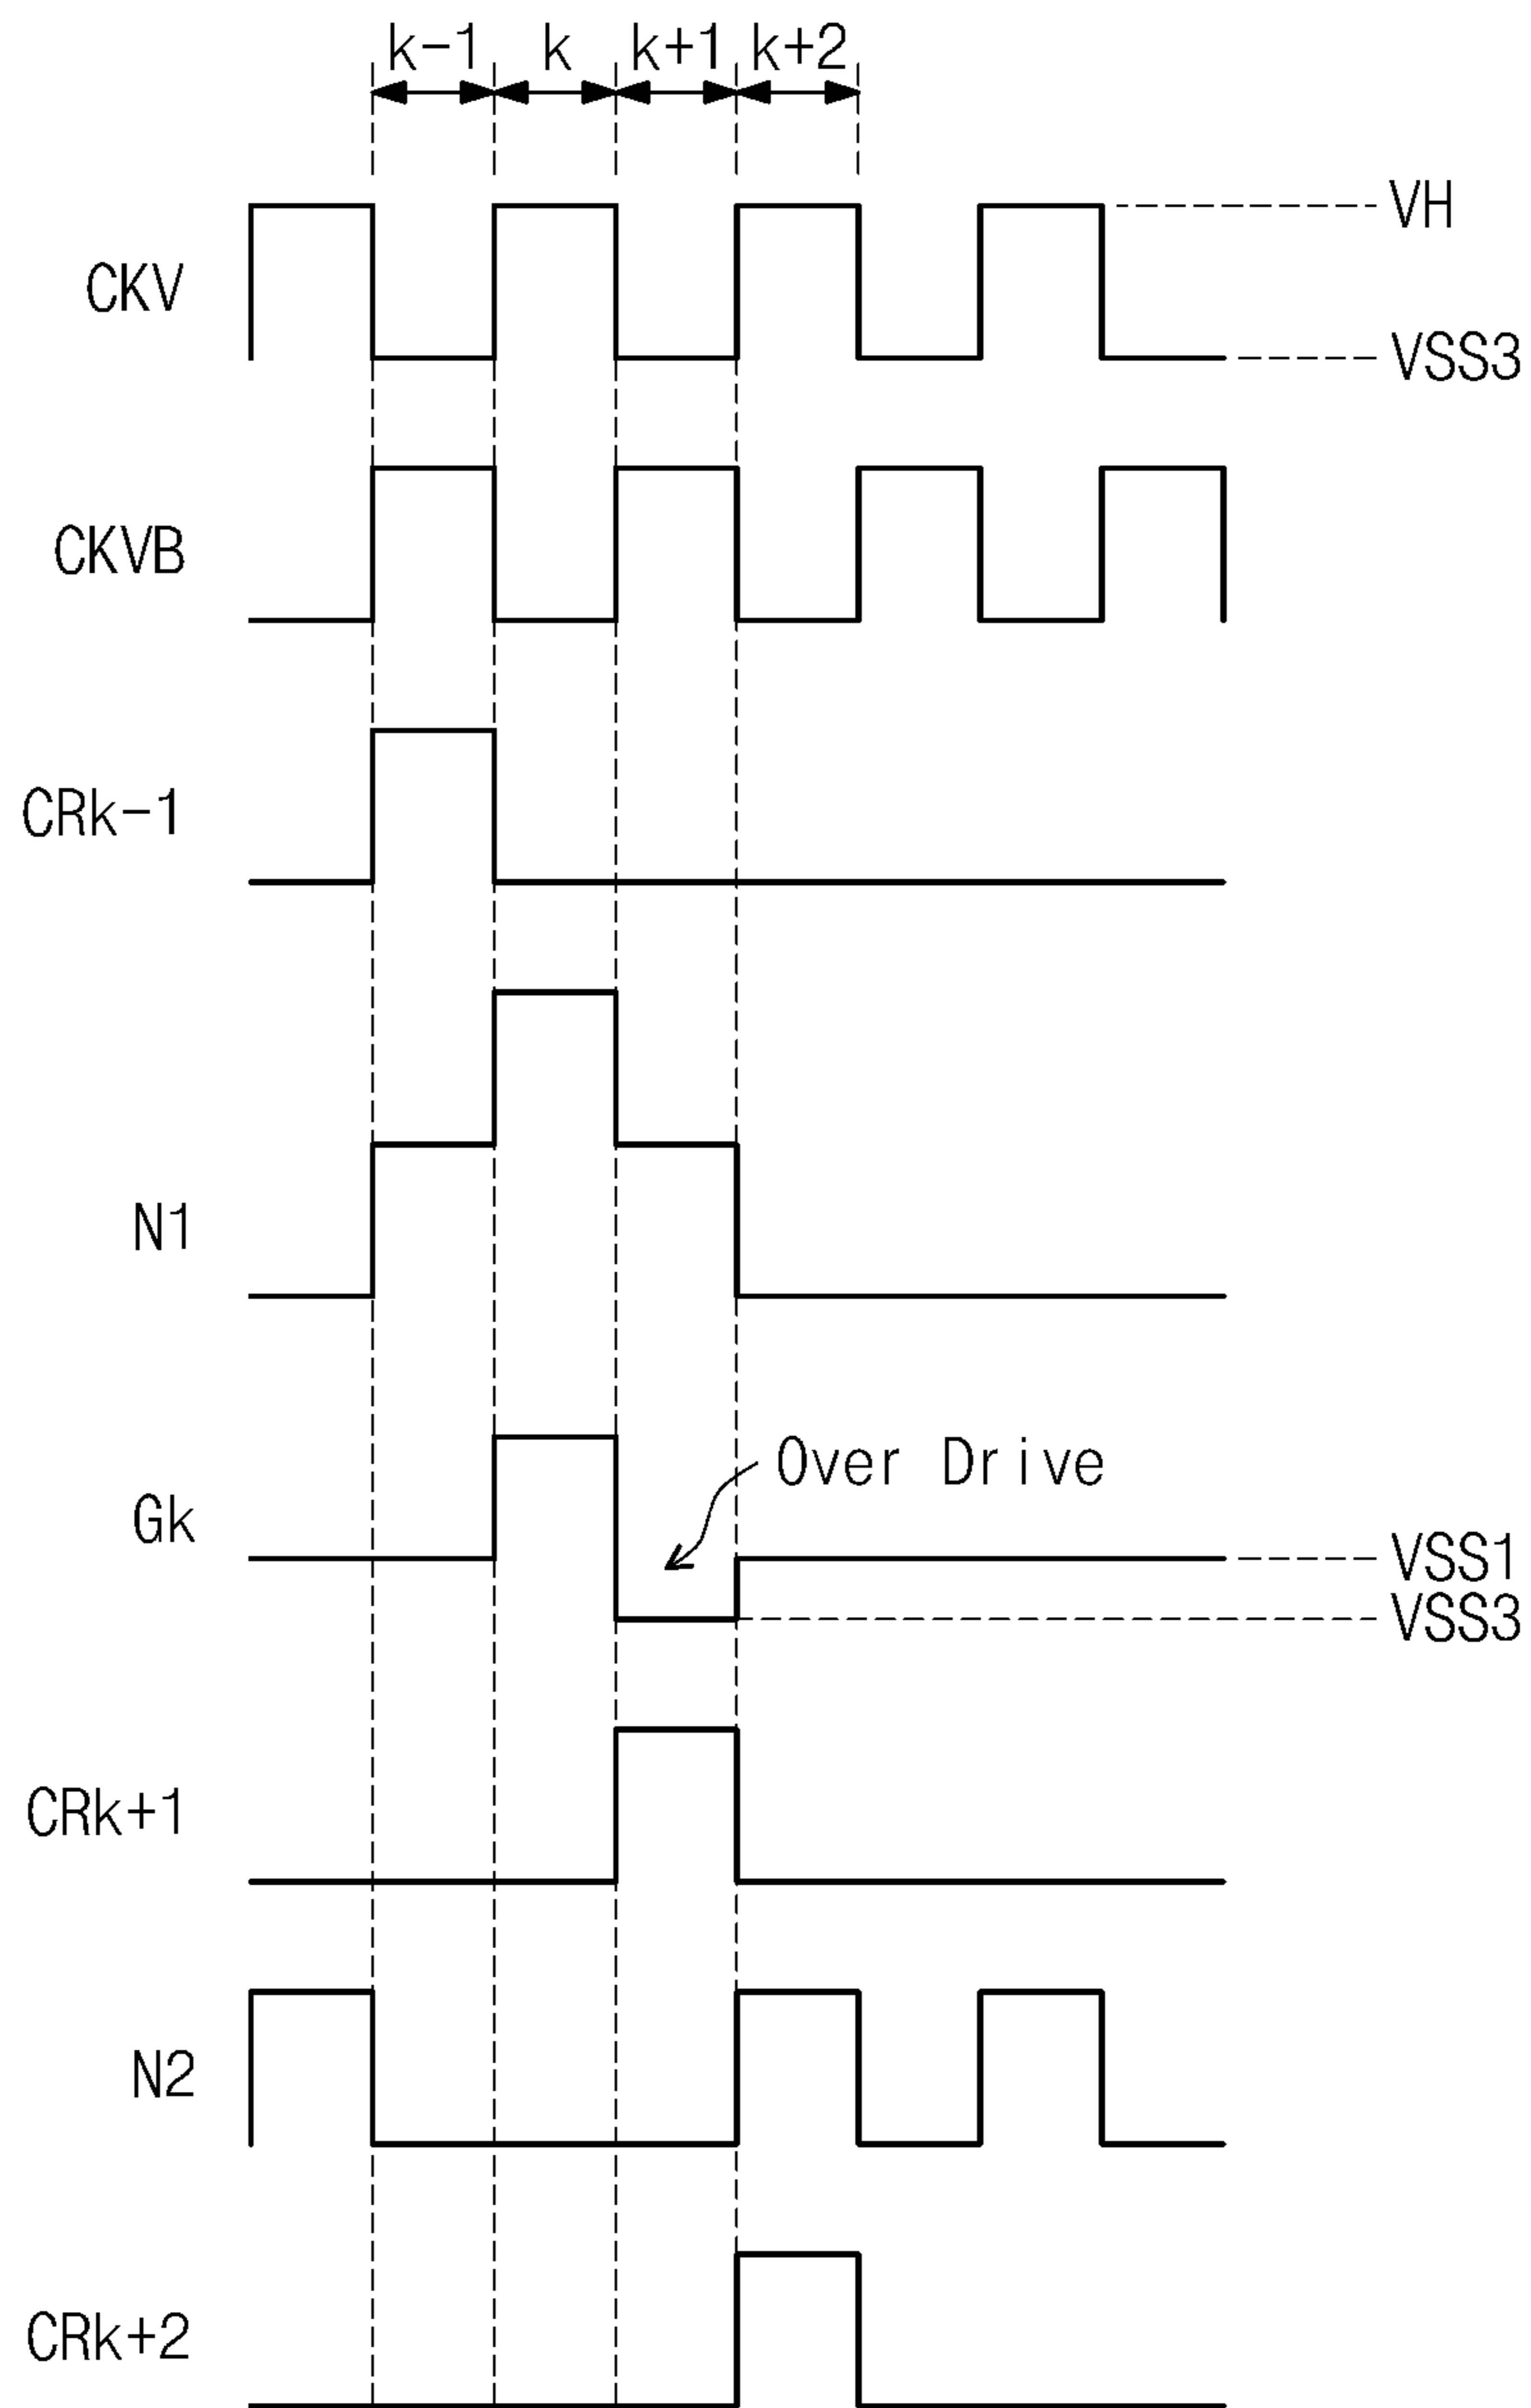 k-1 k k+1 k+2
VH
CKV
VSS3
CKVB
CRk-1
N1
Over Drive
Gk
VSS1
VSS3
CRk+1
N2
CRk+2